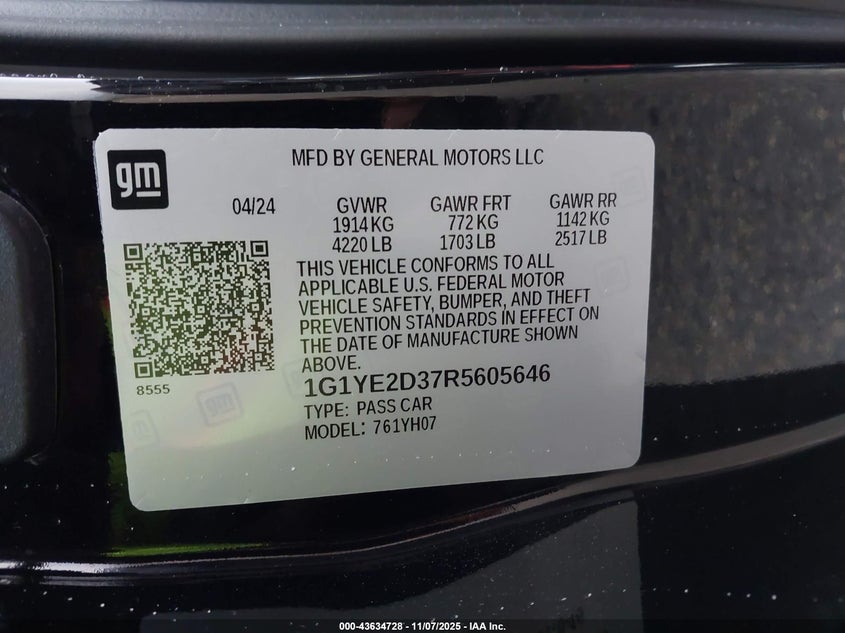 gm
MFD BY GENERAL MOTORS LLC
04/24
GVWR
1914 KG
4220 LB
GAWR FRT
772 KG
1703 LB
GAWR RR
1142 KG
2517 LB
THIS VEHICLE CONFORMS TO ALL
APPLICABLE U.S. FEDERAL MOTOR
VEHICLE SAFETY, BUMPER, AND THEFT
PREVENTION STANDARDS IN EFFECT ON
THE DATE OF MANUFACTURE SHOWN
ABOVE.
8555
1G1YE2D37R5605646
TYPE: PASS CAR
MODEL: 761YH07
000-43634728 - 11/07/2025 - IAA Inc.